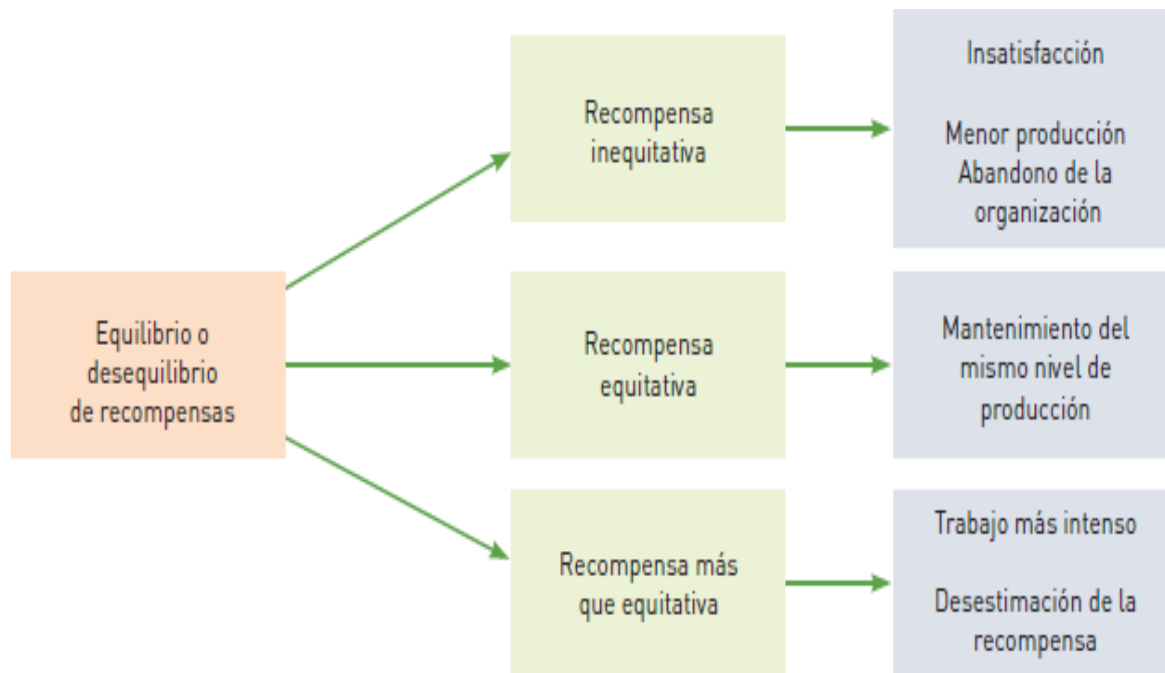 Equilibrio o
desequilibrio
de recompensas
Recompensa
inequitativa
Insatisfacción
Menor producción
Abandono de la
organización
Recompensa
equitativa
Mantenimiento del
mismo nivel de
producción
Recompensa más
que equitativa
Trabajo más intenso
Desestimación de la
recompensa